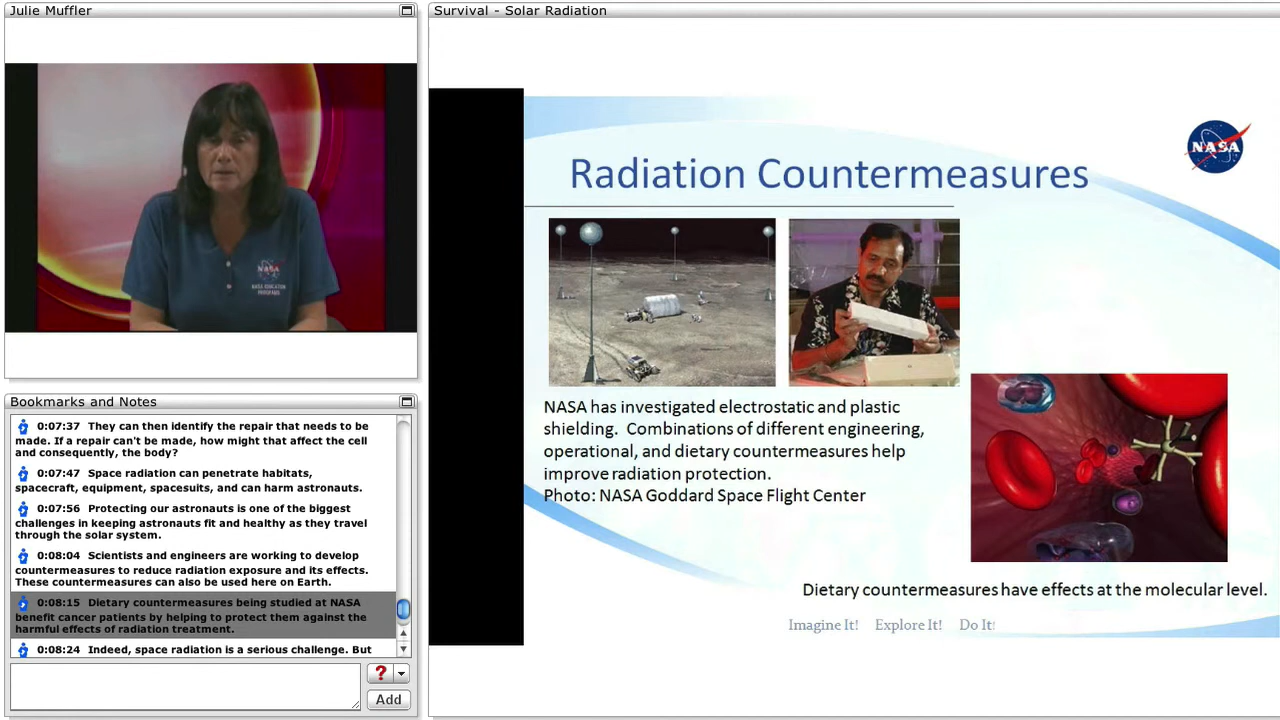 Julie Muffler
NASA
NASA EDUCATION
PROGRAMS
Bookmarks and Notes
0:07:37 They can then identify the repair that needs to be
made. If a repair can't be made, how might that affect the cell
and consequently, the body?
0:07:47 Space radiation can penetrate habitats,
spacecraft, equipment, spacesuits, and can harm astronauts.
0:07:56 Protecting our astronauts is one of the biggest
challenges in keeping astronauts fit and healthy as they travel
through the solar system.
0:08:04 Scientists and engineers are working to develop
countermeasures to reduce radiation exposure and its effects.
These countermeasures can also be used here on Earth.
0:08:15 Dietary countermeasures being studied at NASA
benefit cancer patients by helping to protect them against the
harmful effects of radiation treatment.
0:08:24 Indeed, space radiation is a serious challenge. But
?
Add
Survival - Solar Radiation
NASA
Radiation Countermeasures
NASA has investigated electrostatic and plastic
shielding. Combinations of different engineering,
operational, and dietary countermeasures help
improve radiation protection.
Photo: NASA Goddard Space Flight Center
Dietary countermeasures have effects at the molecular level.
Imagine It! Explore It! Do It!